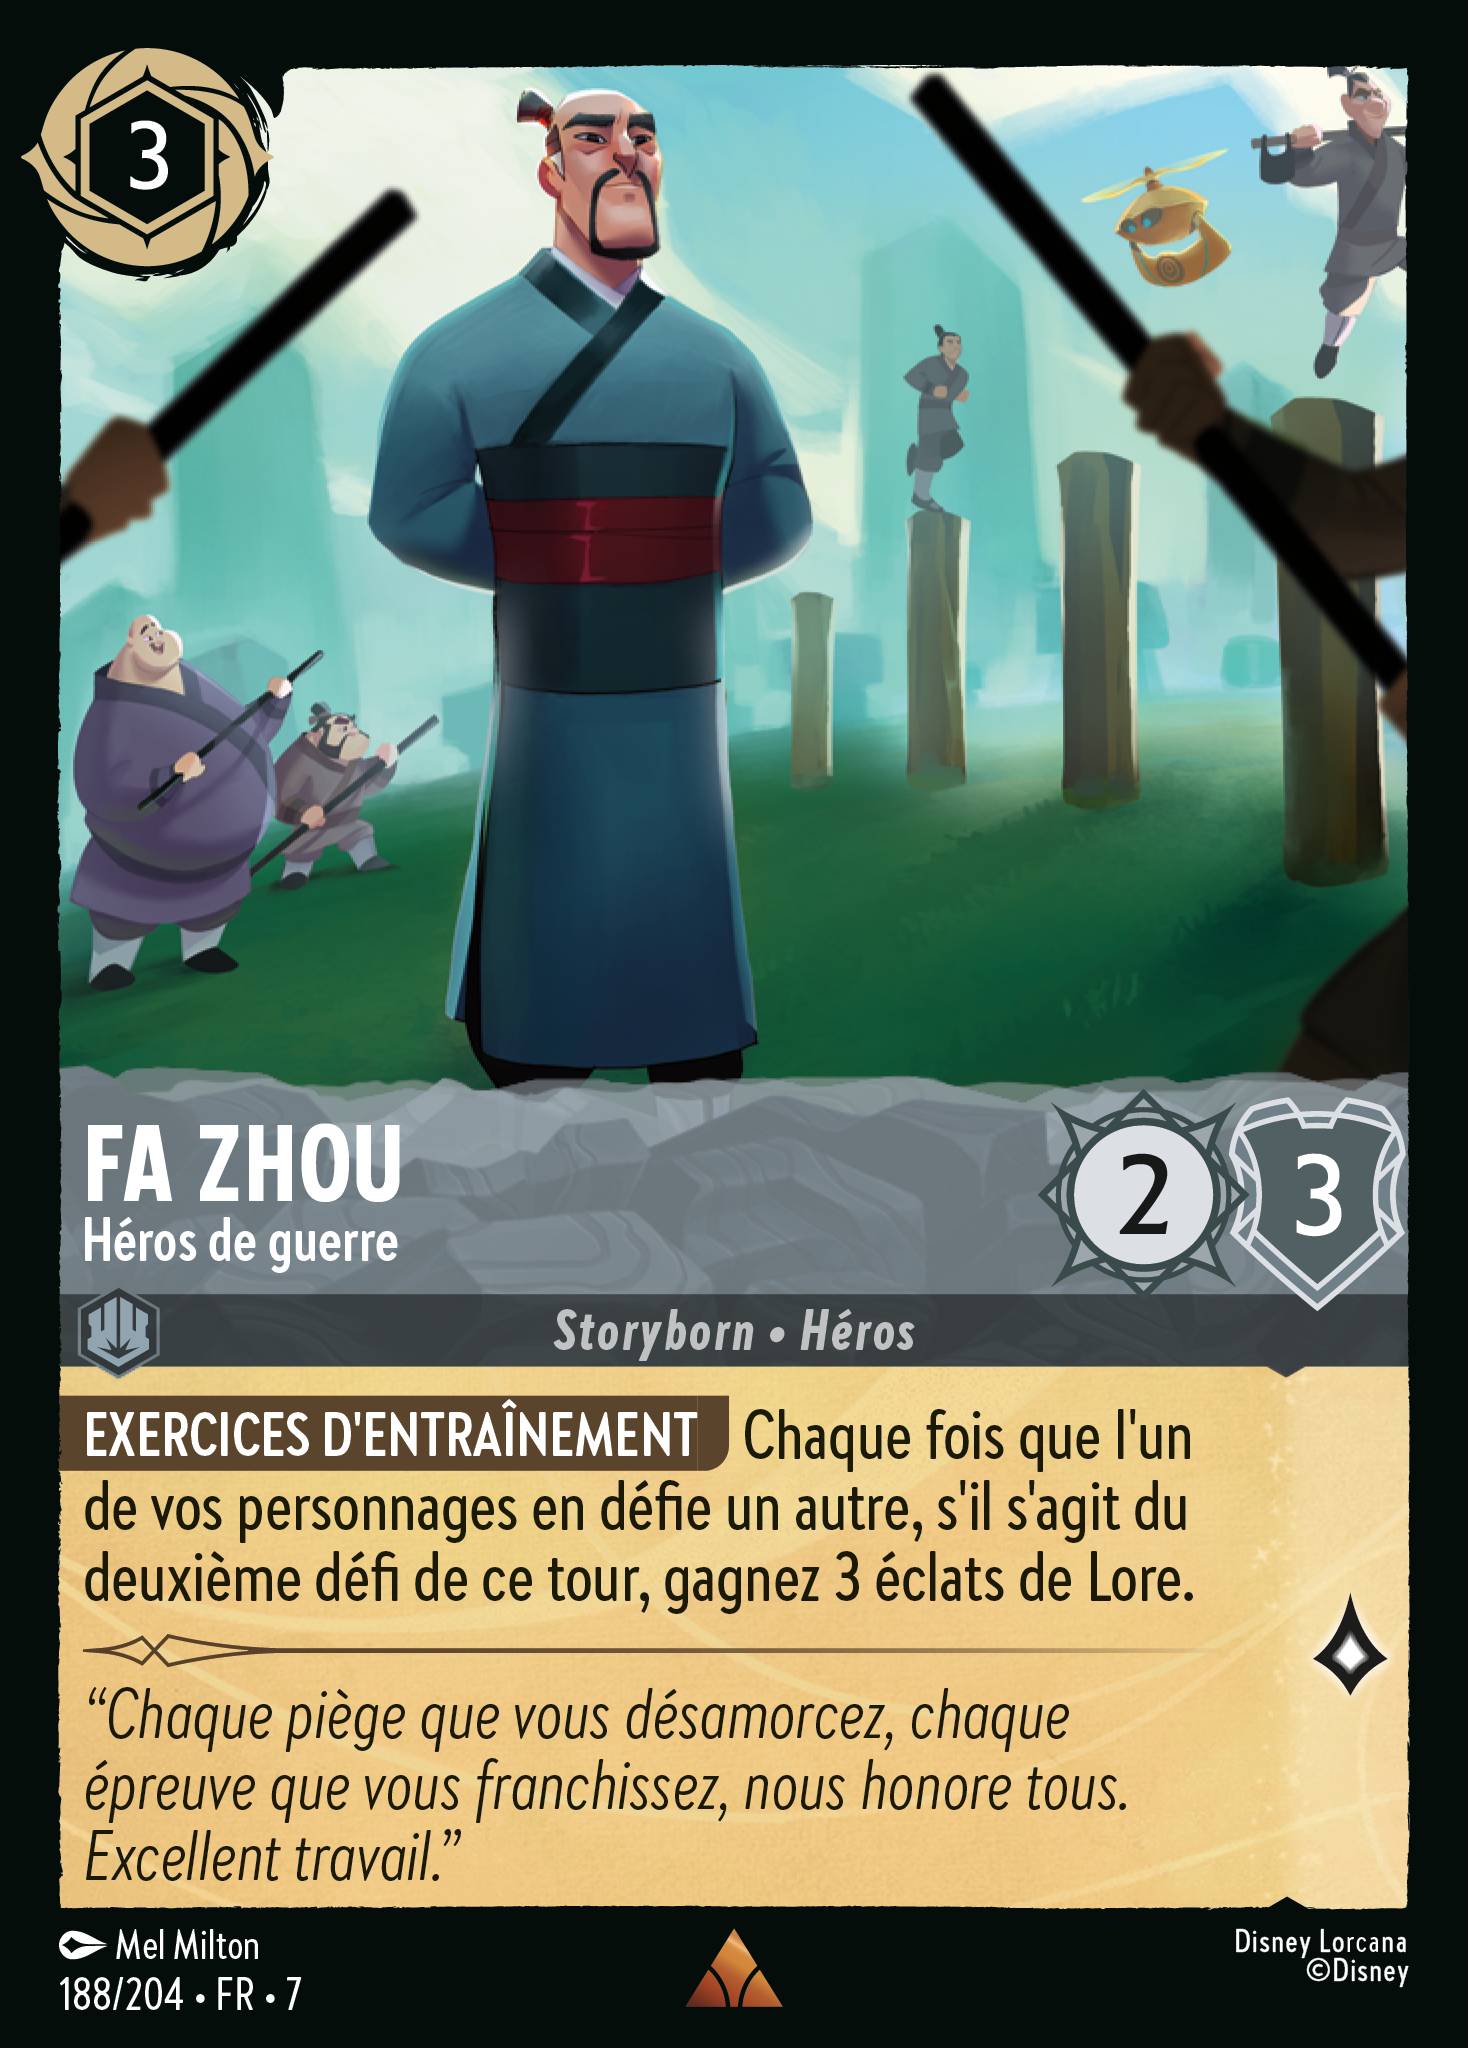 3
FA ZHOU
Héros de guerre
2
3
Storyborn • Héros
EXERCICES D'ENTRAÎNEMENT Chaque fois que l'un
de vos personnages en défie un autre, s'il s'agit du
deuxième défi de ce tour, gagnez 3 éclats de Lore.
“Chaque piège que vous désamorcez, chaque
épreuve que vous franchissez, nous honore tous.
Excellent travail.”
Mel Milton
188/204 • FR • 7
Disney Lorcana
©Disney